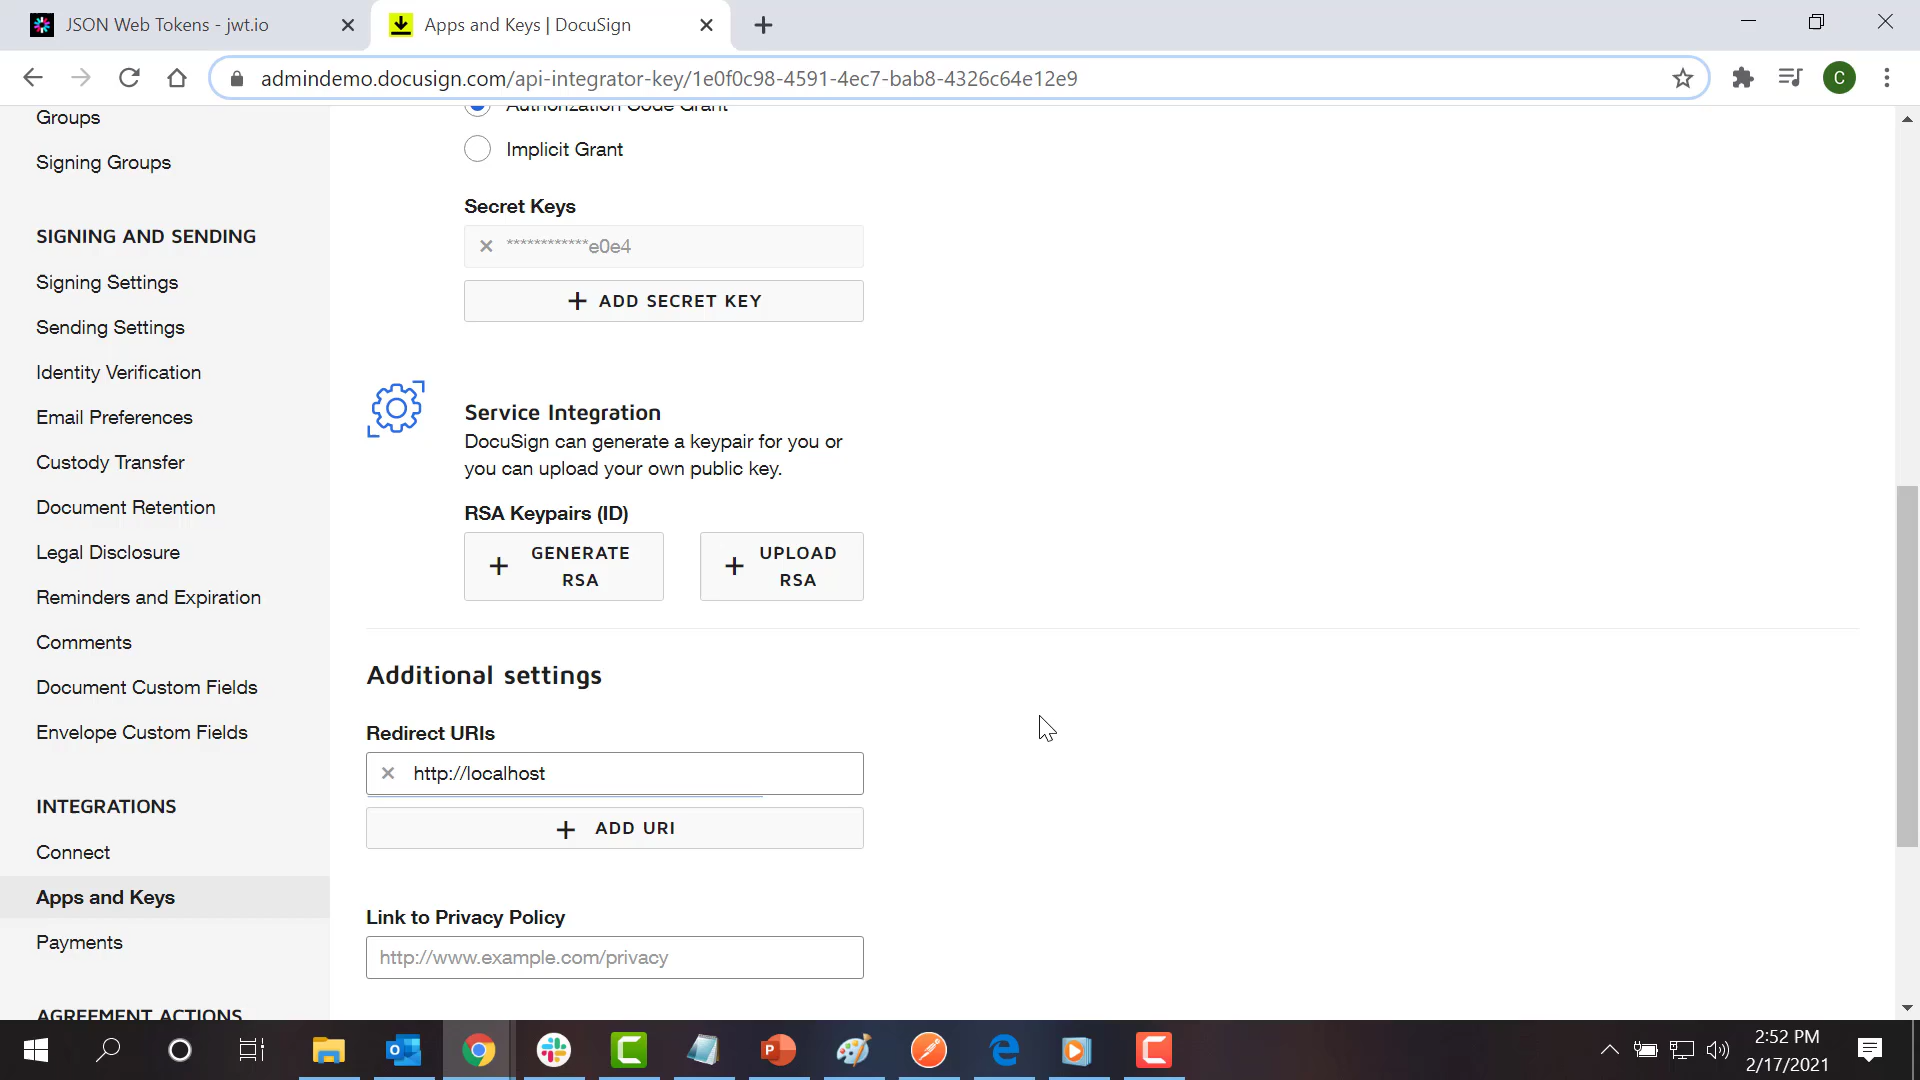 JSON Web Tokens - jwt.io
Apps and Keys | DocuSign
admindemo.docusign.com/api-integrator-key/1e0f0c98-4591-4ec7-bab8-4326c64e12e9
C
Groups
Signing Groups
SIGNING AND SENDING
Signing Settings
Sending Settings
Identity Verification
Email Preferences
Custody Transfer
Document Retention
Legal Disclosure
Reminders and Expiration
Comments
Document Custom Fields
Envelope Custom Fields
INTEGRATIONS
Connect
Apps and Keys
Payments
AGREEMENT ACTIONS
Authorization Code Grant
Implicit Grant
Secret Keys
************e0e4
ADD SECRET KEY
Service Integration
DocuSign can generate a keypair for you or
you can upload your own public key.
RSA Keypairs (ID)
GENERATE
RSA
UPLOAD
RSA
Additional settings
Redirect URIs
http://localhost
ADD URI
Link to Privacy Policy
http://www.example.com/privacy
2:52 PM
2/17/2021